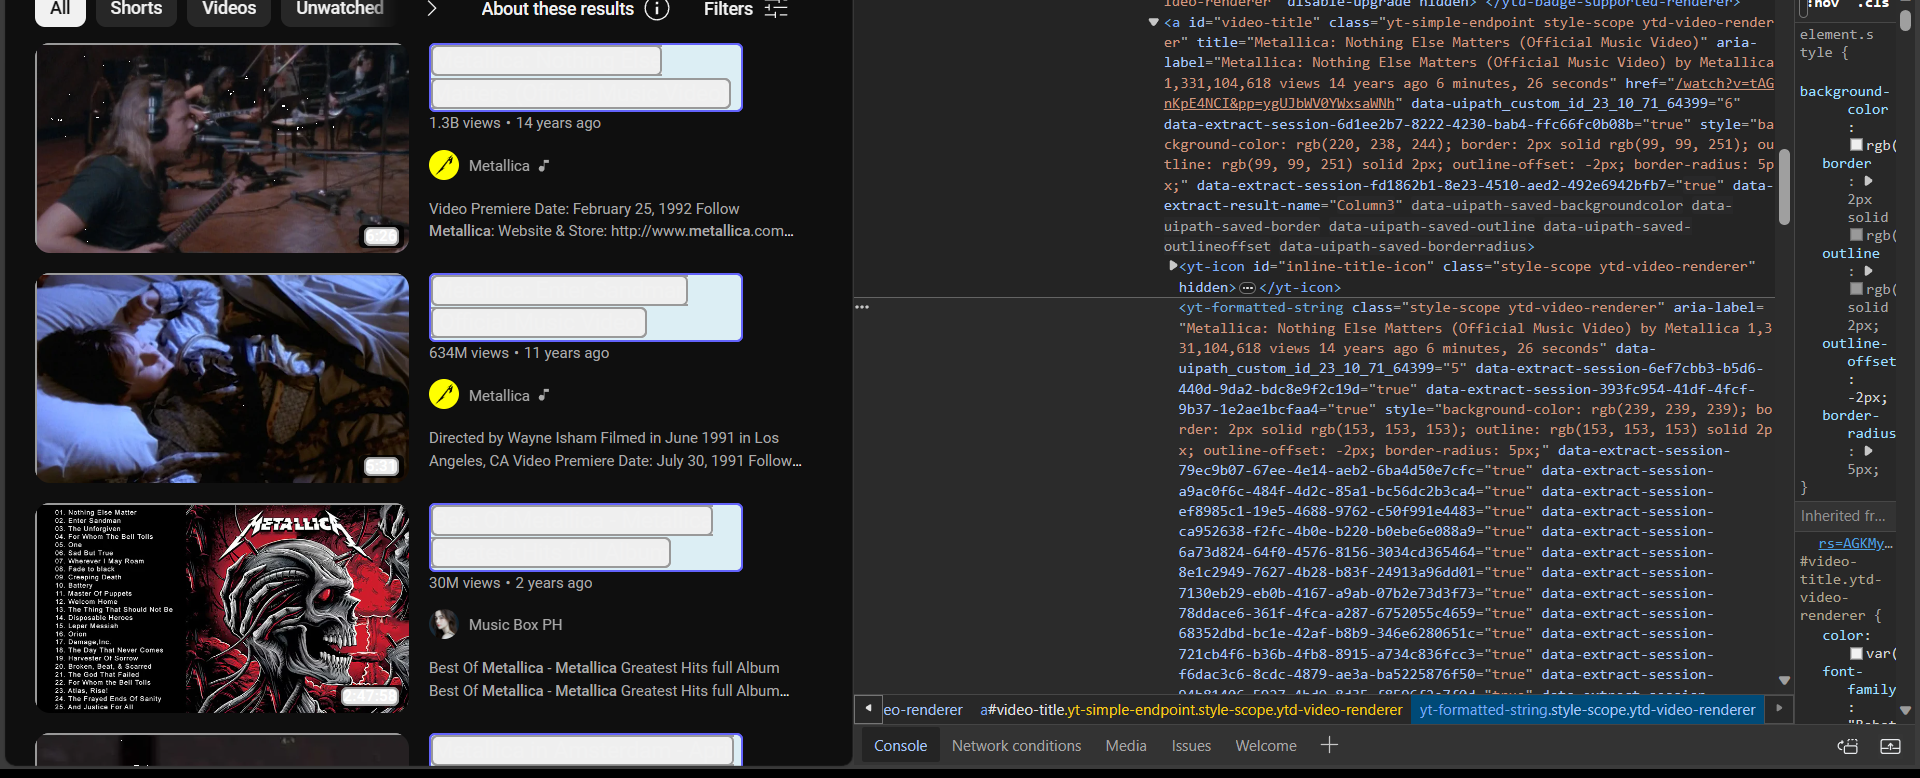 All
Shorts
Videos
Unwatched
About these results
Filters
1.3B views • 14 years ago
Metallica
Video Premiere Date: February 25, 1992 Follow
Metallica: Website & Store: http://www.metallica.com…
634M views • 11 years ago
Metallica
Directed by Wayne Isham Filmed in June 1991 in Los
Angeles, CA Video Premiere Date: July 30, 1991 Follow…
01. Nothing Else Matter
02. Enter Sandman
03. The Unforgiven
04. For Whom The Bell Tolls
05. One
06. Sad But True
07. Wherever I May Roam
08. Fade to black
09. Creeping Death
10. Battery
11. Master Of Puppets
12. Welcom Home
13. The Thing That Should Not Be
14. Disposable Heroes
15. Leper Messiah
16. Orion
17. Demage,Inc.
18. The Day That Never Comes
19. Harvester Of Sorrow
20. Broken, Beat, & Scarred
21. The God That Failed
22. For Whom the Bell Tolls
23. Atlas, Rise!
24. The Frayed Ends Of Sanity
25. And Justice For All
METALLICA
30M views • 2 years ago
Music Box PH
Best Of Metallica - Metallica Greatest Hits full Album
Best Of Metallica - Metallica Greatest Hits full Album…
<a id="video-title" class="yt-simple-endpoint style-scope ytd-video-render
er" title="Metallica: Nothing Else Matters (Official Music Video)" aria-
label="Metallica: Nothing Else Matters (Official Music Video) by Metallica
1,331,104,618 views 14 years ago 6 minutes, 26 seconds" href="/watch?v=tAG
nKpE4NCI&pp=ygUJbWV0YWxsaWNh" data-uipath_custom_id_23_10_71_64399="6"
data-extract-session-6d1ee2b7-8222-4230-bab4-ffc66fc0b08b="true" style="ba
ckground-color: rgb(220, 238, 244); border: 2px solid rgb(99, 99, 251); ou
tline: rgb(99, 99, 251) solid 2px; outline-offset: -2px; border-radius: 5p
x;" data-extract-session-fd1862b1-8e23-4510-aed2-492e6942bfb7="true" data-
extract-result-name="Column3" data-uipath-saved-backgroundcolor data-
uipath-saved-border data-uipath-saved-outline data-uipath-saved-
outlineoffset data-uipath-saved-borderradius>
<yt-icon id="inline-title-icon" class="style-scope ytd-video-renderer"
hidden>…</yt-icon>
<yt-formatted-string class="style-scope ytd-video-renderer" aria-label=
"Metallica: Nothing Else Matters (Official Music Video) by Metallica 1,3
31,104,618 views 14 years ago 6 minutes, 26 seconds" data-
uipath_custom_id_23_10_71_64399="5" data-extract-session-6ef7cbb3-b5d6-
440d-9da2-bdc8e9f2c19d="true" data-extract-session-393fc954-41df-4fcf-
9b37-1e2ae1bcfaa4="true" style="background-color: rgb(239, 239, 239); bo
rder: 2px solid rgb(153, 153, 153); outline: rgb(153, 153, 153) solid 2p
x; outline-offset: -2px; border-radius: 5px;" data-extract-session-
79ec9b07-67ee-4e14-aeb2-6ba4d50e7cfc="true" data-extract-session-
a9ac0f6c-484f-4d2c-85a1-bc56dc2b3ca4="true" data-extract-session-
ef8985c1-19e5-4688-9762-c50f991e4483="true" data-extract-session-
ca952638-f2fc-4b0e-b220-b0ebe6e088a9="true" data-extract-session-
6a73d824-64f0-4576-8156-3034cd365464="true" data-extract-session-
8e1c2949-7627-4b28-b83f-24913a96dd01="true" data-extract-session-
7130eb29-eb0b-4167-a9ab-07b2e73d3f73="true" data-extract-session-
78ddace6-361f-4fca-a287-6752055c4659="true" data-extract-session-
68352dbd-bc1e-42af-b8b9-346e6280651c="true" data-extract-session-
721cb4f6-b36b-4fb8-8915-a734c836fcc3="true" data-extract-session-
f6dac3c6-8cdc-4879-ae3a-ba5225876f50="true" data-extract-session-
eo-renderer
a#video-title.yt-simple-endpoint.style-scope.ytd-video-renderer
yt-formatted-string.style-scope.ytd-video-renderer
Console
Network conditions
Media
Issues
Welcome
:hov .cls
element.s
tyle {
background-
color
:
rgb(
border
:
2px
solid
rgb(
outline
:
rgb(
solid
2px;
outline-
offset
:
-2px;
border-
radius
:
5px;
}
Inherited fr…
rs=AGKMy…
#video-
title.ytd-
video-
renderer {
color:
var(
font-
family
: